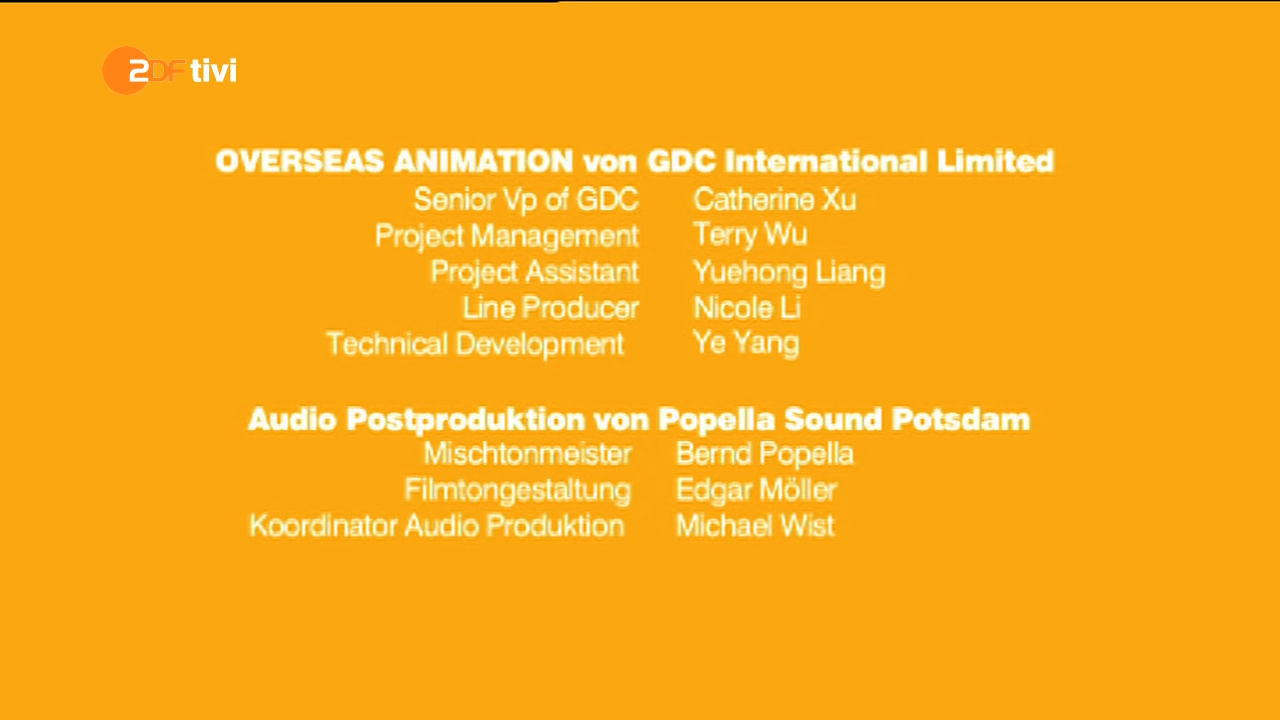 ZDF tivi
OVERSEAS ANIMATION von GDC International Limited
Senior Vp of GDC Catherine Xu
Project Management Terry Wu
Project Assistant Yuehong Liang
Line Producer Nicole Li
Technical Development Ye Yang
Audio Postproduktion von Popella Sound Potsdam
Mischtonmeister Bernd Popella
Filmtongestaltung Edgar Möller
Koordinator Audio Produktion Michael Wist